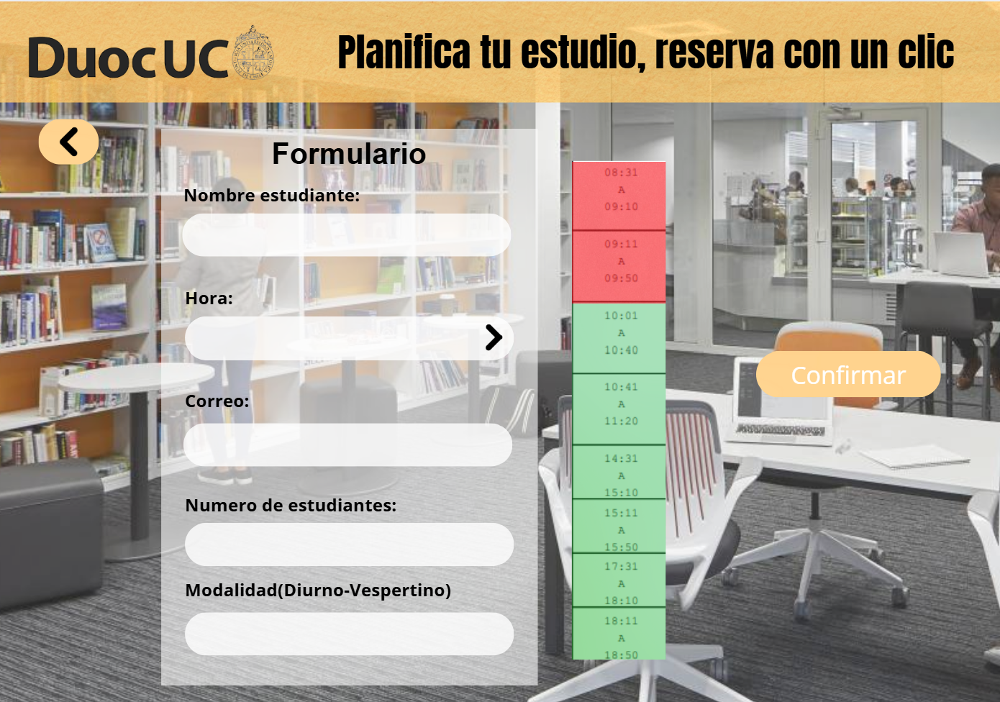 Duoc UC
Planifica tu estudio, reserva con un clic
Formulario
Nombre estudiante:
Hora:
Correo:
Numero de estudiantes:
Modalidad(Diurno-Vespertino)
08:31
A
09:10
09:11
A
09:50
10:01
A
10:40
10:41
A
11:20
14:31
A
15:10
15:11
A
15:50
17:31
A
18:10
18:11
A
18:50
Confirmar